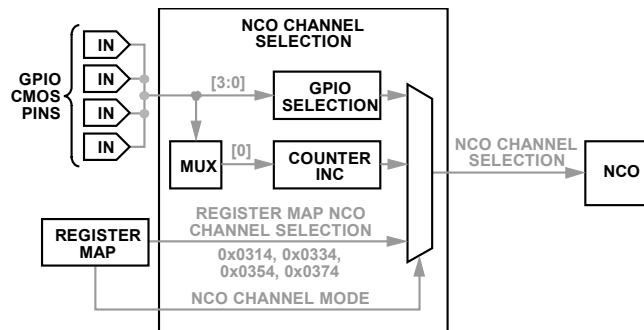 NCO CHANNEL
SELECTION
IN
IN
IN
IN
GPIO
CMOS
PINS
[3:0]
GPIO
SELECTION
MUX
[0]
COUNTER
INC
NCO CHANNEL
SELECTION
NCO
REGISTER
MAP
REGISTER MAP NCO
CHANNEL SELECTION
0x0314, 0x0334,
0x0354, 0x0374
NCO CHANNEL MODE